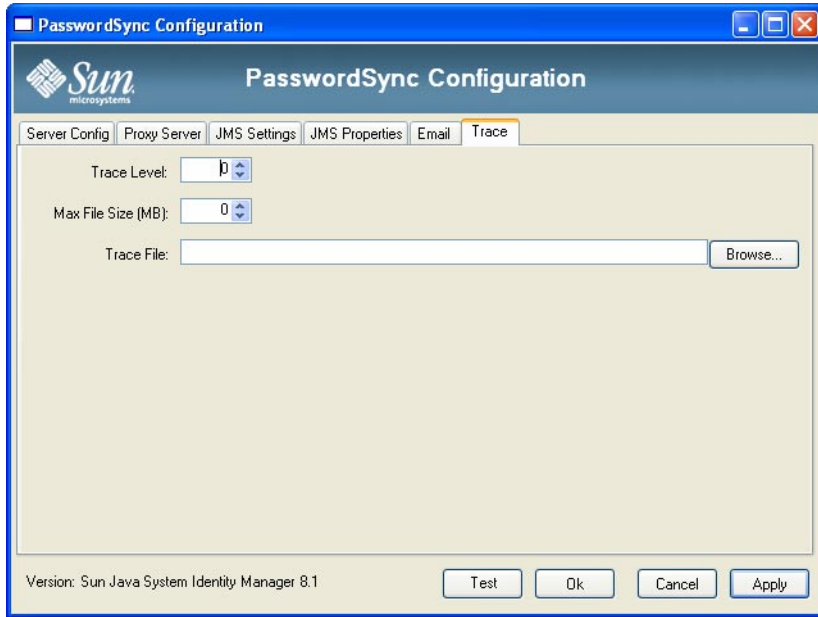 PasswordSync Configuration
Sun
microsystems
PasswordSync Configuration
Server Config Proxy Server JMS Settings JMS Properties Email Trace
Trace Level: 0
Max File Size (MB): 0
Trace File: Browse...
Version: Sun Java System Identity Manager 8.1 Test Ok Cancel Apply